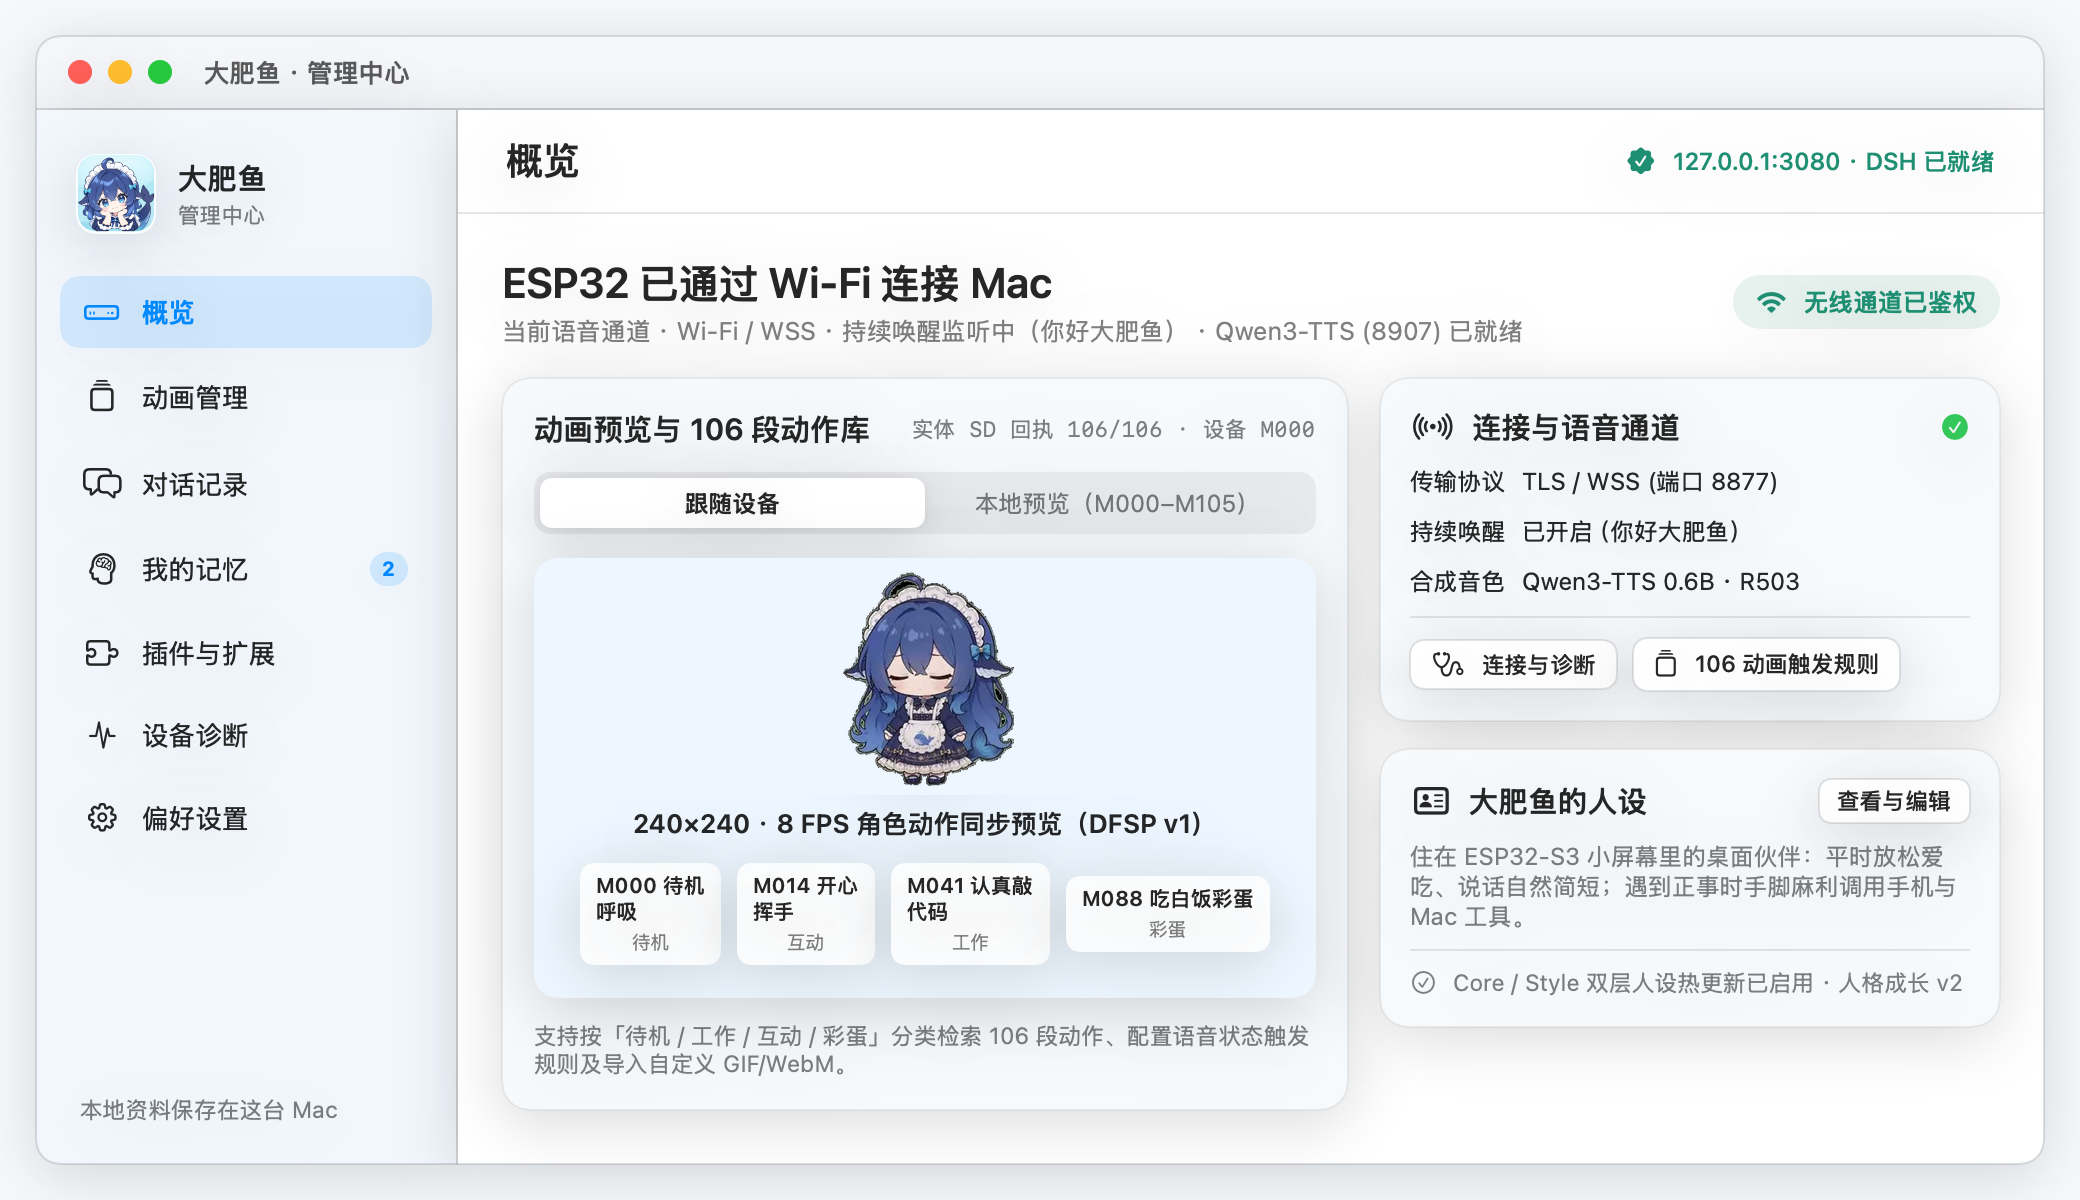 大肥鱼 · 管理中心
大肥鱼
管理中心
概览
动画管理
对话记录
我的记忆
2
插件与扩展
设备诊断
偏好设置
本地资料保存在这台 Mac
概览
127.0.0.1:3080 · DSH 已就绪
ESP32 已通过 Wi-Fi 连接 Mac
当前语音通道 · Wi-Fi / WSS · 持续唤醒监听中（你好大肥鱼） · Qwen3-TTS (8907) 已就绪
无线通道已鉴权
动画预览与 106 段动作库
实体 SD 回执 106/106 · 设备 M000
跟随设备
本地预览（M000–M105）
240×240 · 8 FPS 角色动作同步预览（DFSP v1）
M000 待机
呼吸
待机
M014 开心
挥手
互动
M041 认真敲
代码
工作
M088 吃白饭彩蛋
彩蛋
支持按「待机 / 工作 / 互动 / 彩蛋」分类检索 106 段动作、配置语音状态触发
规则及导入自定义 GIF/WebM。
连接与语音通道
传输协议 TLS / WSS (端口 8877)
持续唤醒 已开启 (你好大肥鱼)
合成音色 Qwen3-TTS 0.6B · R503
连接与诊断
106 动画触发规则
大肥鱼的人设
查看与编辑
住在 ESP32-S3 小屏幕里的桌面伙伴：平时放松爱
吃、说话自然简短；遇到正事时手脚麻利调用手机与
Mac 工具。
Core / Style 双层人设热更新已启用 · 人格成长 v2